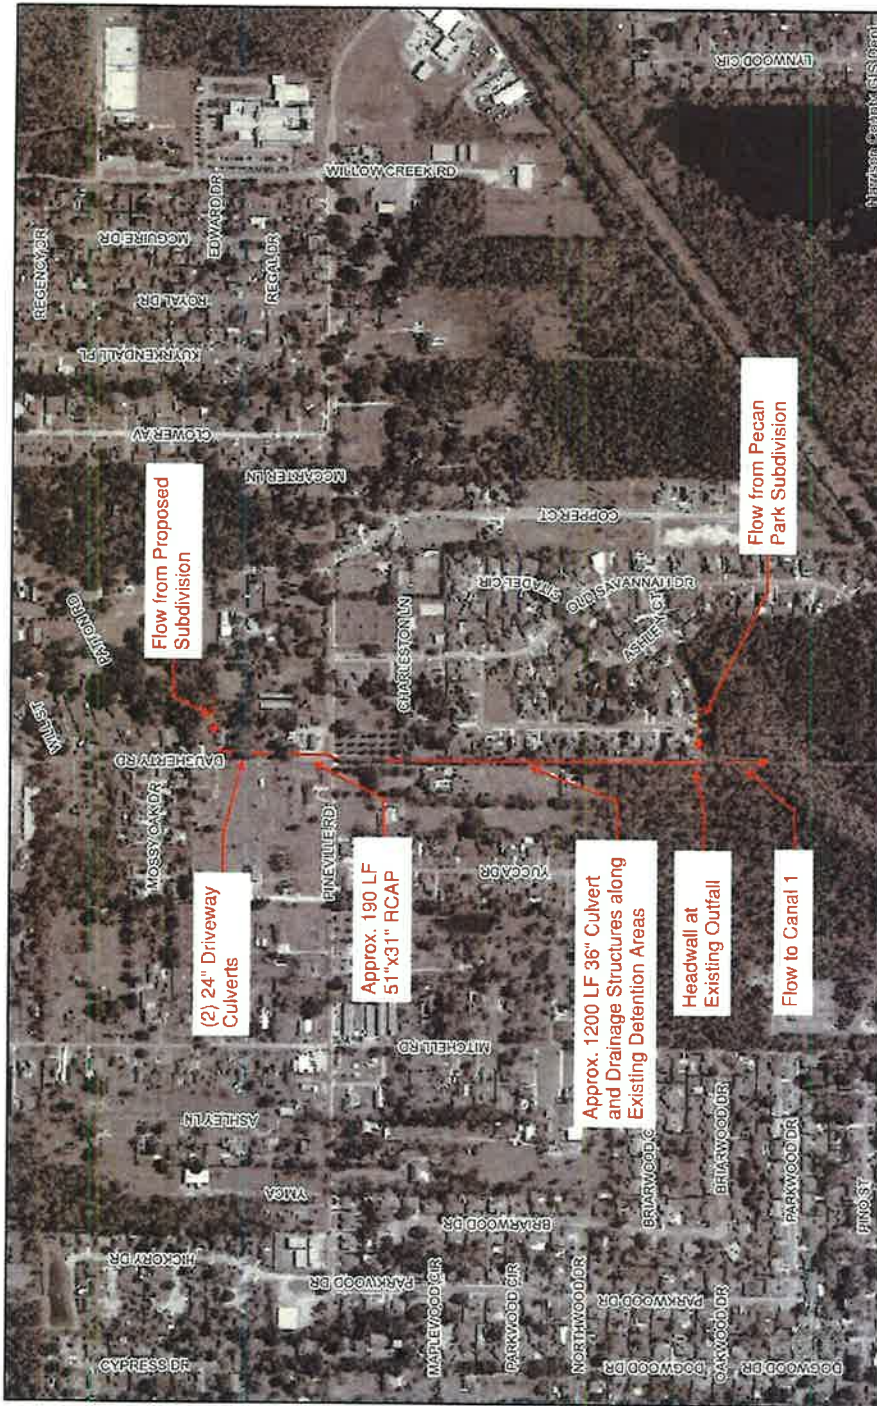 Flow from Proposed
Subdivision
(2) 24" Driveway
Culverts
Approx. 190 LF
51"x31" RCAP
Approx. 1200 LF 36" Culvert
and Drainage Structures along
Existing Detention Areas
Headwall at
Existing Outfall
Flow to Canal 1
Flow from Pecan
Park Subdivision
CYPRESS DR
HICKORY DR
YMCA
ASHLEY LN
MOSSY OAK DR
WILL ST
PATTON RD
DAUGHERTY RD
PINEVILLE RD
MCCARTER LN
CLOWER AV
KUYRKENDALL PL
ROYAL DR
MCGUIRE DR
REGENCY DR
EDWARD DR
REGAL DR
WILLOW CREEK RD
PARKWOOD DR
MAPLEWOOD CIR
PARKWOOD CIR
BRIARWOOD DR
NORTHWOOD DR
MITCHELL RD
YUCCA DR
CHARLESTON LN
CITADEL CIR
COPPER CT
OLD SAVANNAH DR
ASHLEY CT
BRIARWOOD C
BRIARWOOD DR
PARKWOOD DR
OAKWOOD DR
DOGWOOD DR
DOGWOOD DR
PARKWOOD DR
PINO ST
LYNWOOD CIR
Harrison County GIS Dept